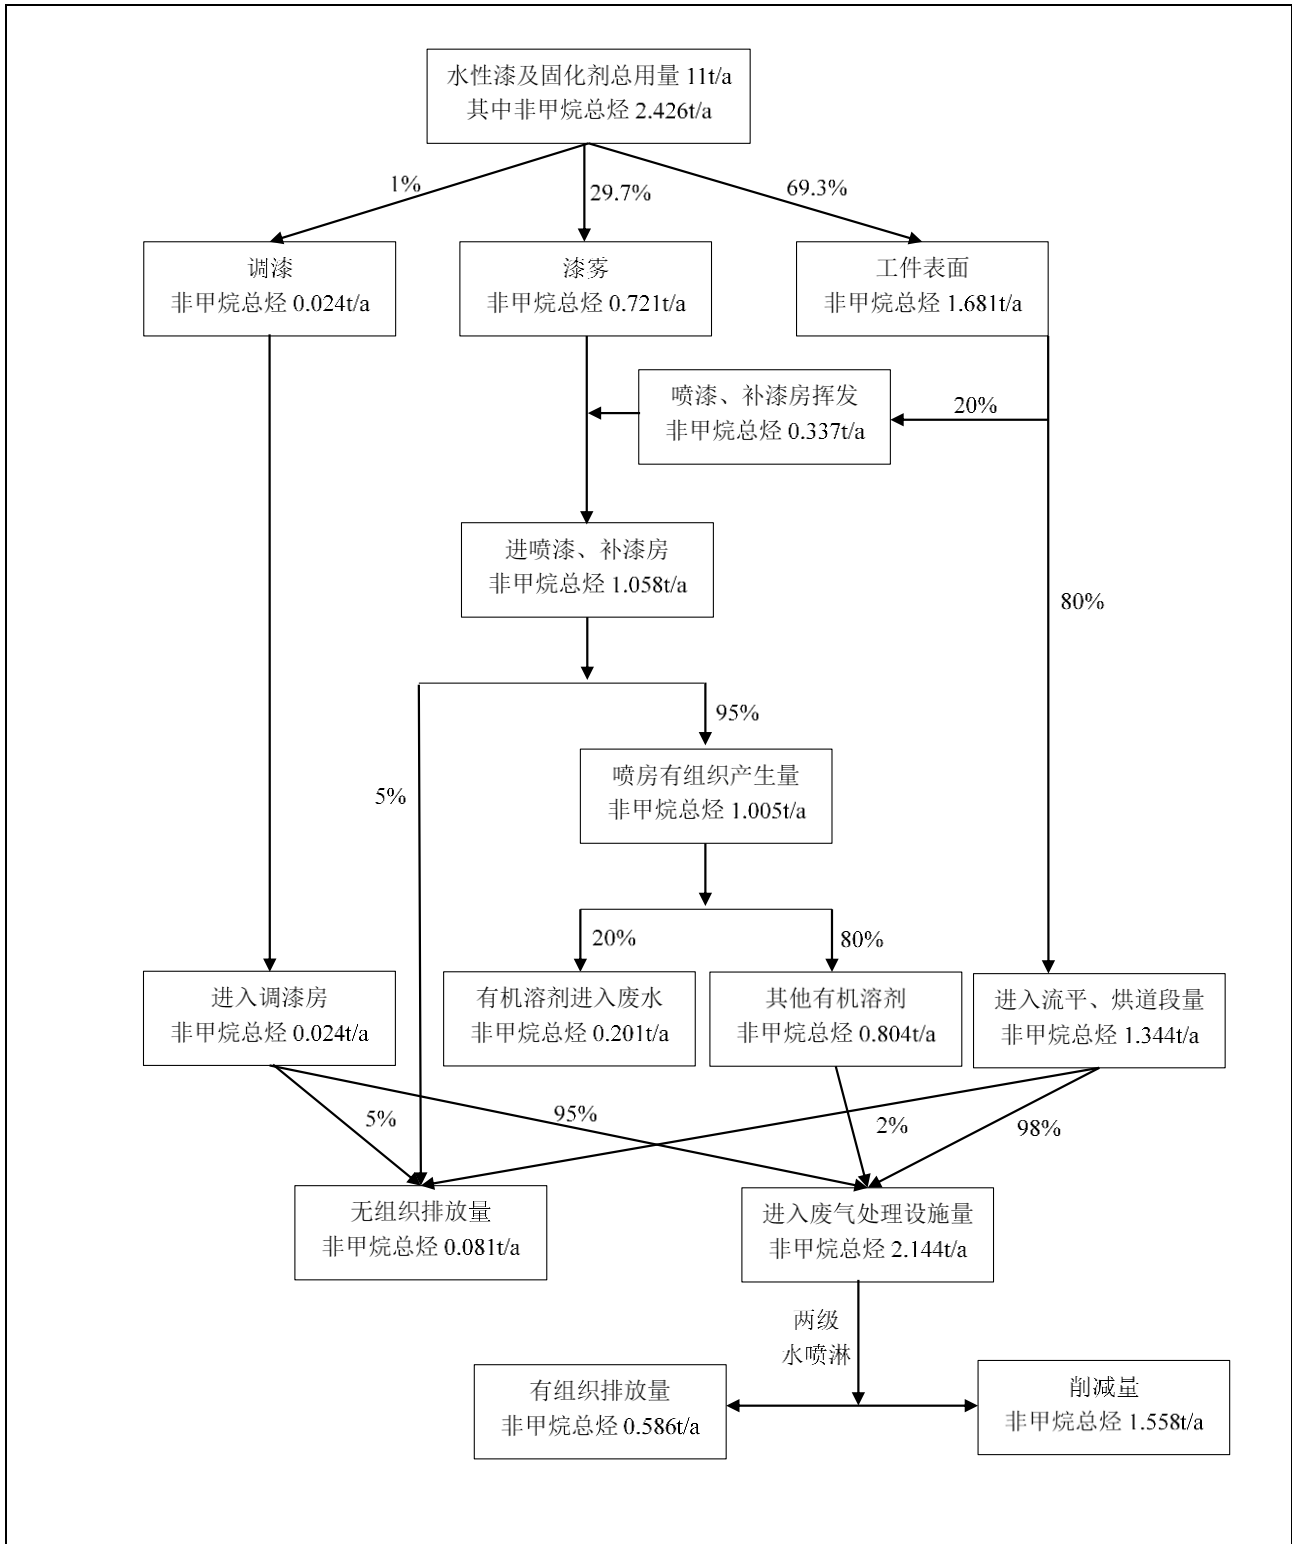 水性漆及固化剂总用量 11t/a
其中非甲烷总烃 2.426t/a
1%
29.7%
69.3%
调漆
非甲烷总烃 0.024t/a
漆雾
非甲烷总烃 0.721t/a
工件表面
非甲烷总烃 1.681t/a
喷漆、补漆房挥发
非甲烷总烃 0.337t/a
20%
进喷漆、补漆房
非甲烷总烃 1.058t/a
80%
95%
5%
喷房有组织产生量
非甲烷总烃 1.005t/a
20%
80%
进入调漆房
非甲烷总烃 0.024t/a
有机溶剂进入废水
非甲烷总烃 0.201t/a
其他有机溶剂
非甲烷总烃 0.804t/a
进入流平、烘道段量
非甲烷总烃 1.344t/a
5%
95%
2%
98%
无组织排放量
非甲烷总烃 0.081t/a
进入废气处理设施量
非甲烷总烃 2.144t/a
两级
水喷淋
有组织排放量
非甲烷总烃 0.586t/a
削减量
非甲烷总烃 1.558t/a